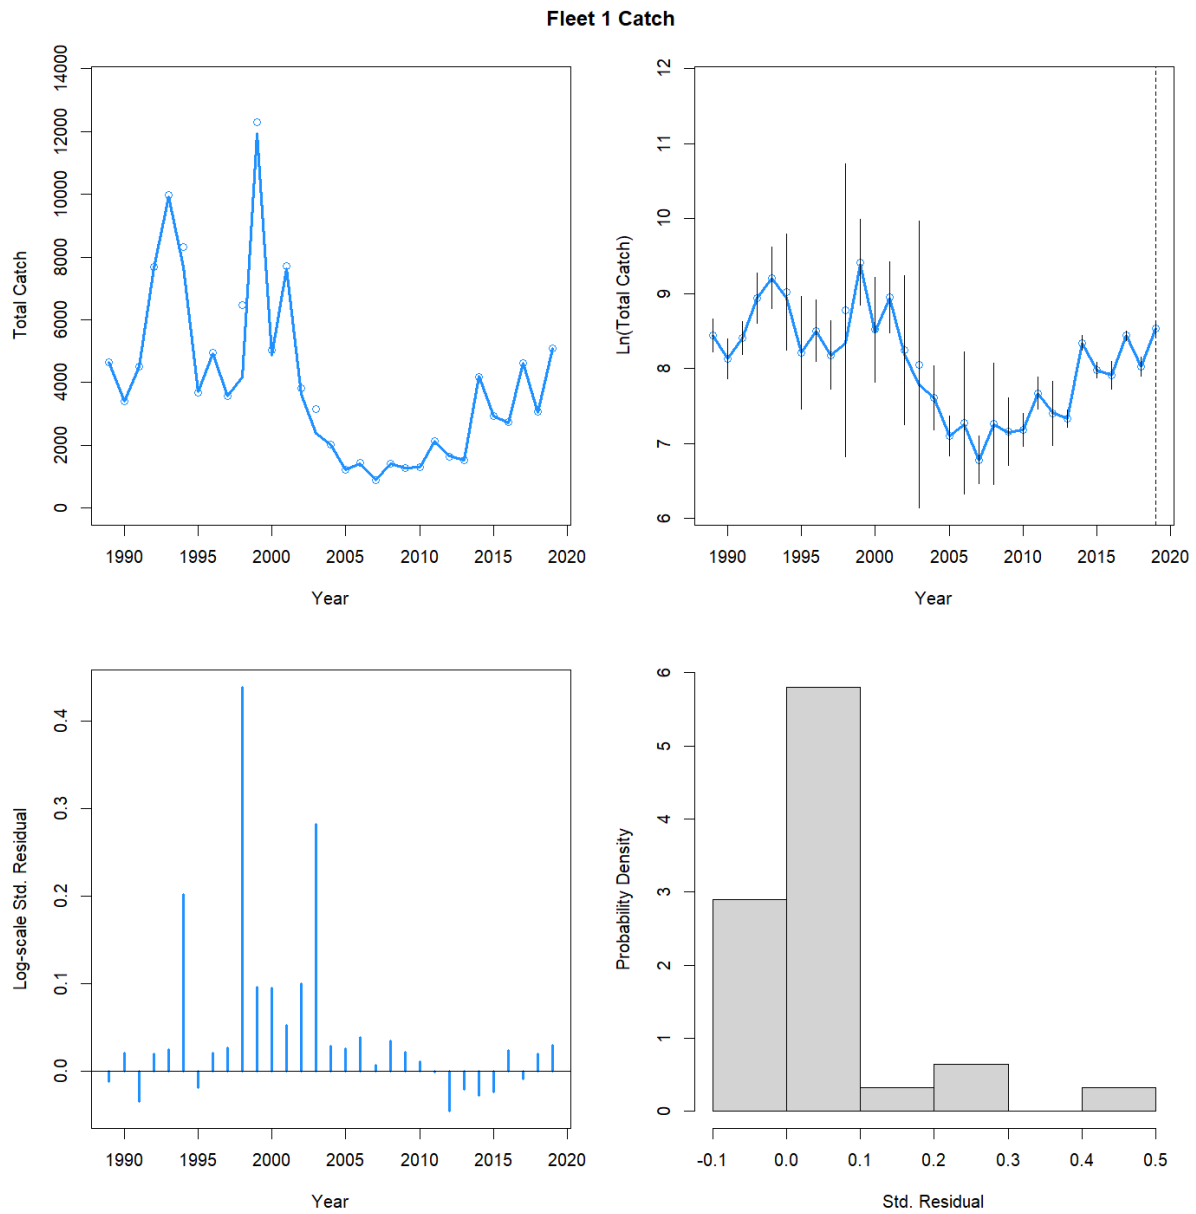 Fleet 1 Catch
Total Catch
14000
12000
10000
8000
6000
4000
2000
0
1990 1995 2000 2005 2010 2015 2020
Year
Ln(Total Catch)
12
11
10
9
8
7
6
1990 1995 2000 2005 2010 2015 2020
Year
Log-scale Std. Residual
0.4
0.3
0.2
0.1
0.0
1990 1995 2000 2005 2010 2015 2020
Year
Probability Density
6
5
4
3
2
1
0
-0.1 0.0 0.1 0.2 0.3 0.4 0.5
Std. Residual